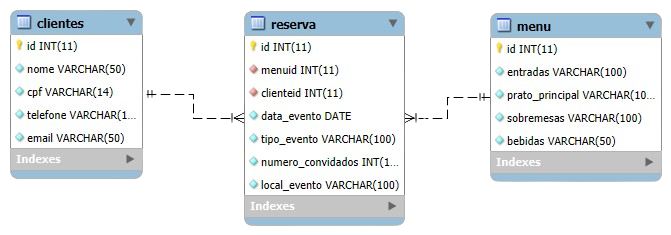 clientes
id INT(11)
nome VARCHAR(50)
cpf VARCHAR(14)
telefone VARCHAR(1...
email VARCHAR(50)
Indexes
reserva
id INT(11)
menuid INT(11)
clienteid INT(11)
data_evento DATE
tipo_evento VARCHAR(100)
numero_convidados INT(1...
local_evento VARCHAR(100)
Indexes
menu
id INT(11)
entradas VARCHAR(100)
prato_principal VARCHAR(10...
sobremesas VARCHAR(100)
bebidas VARCHAR(50)
Indexes